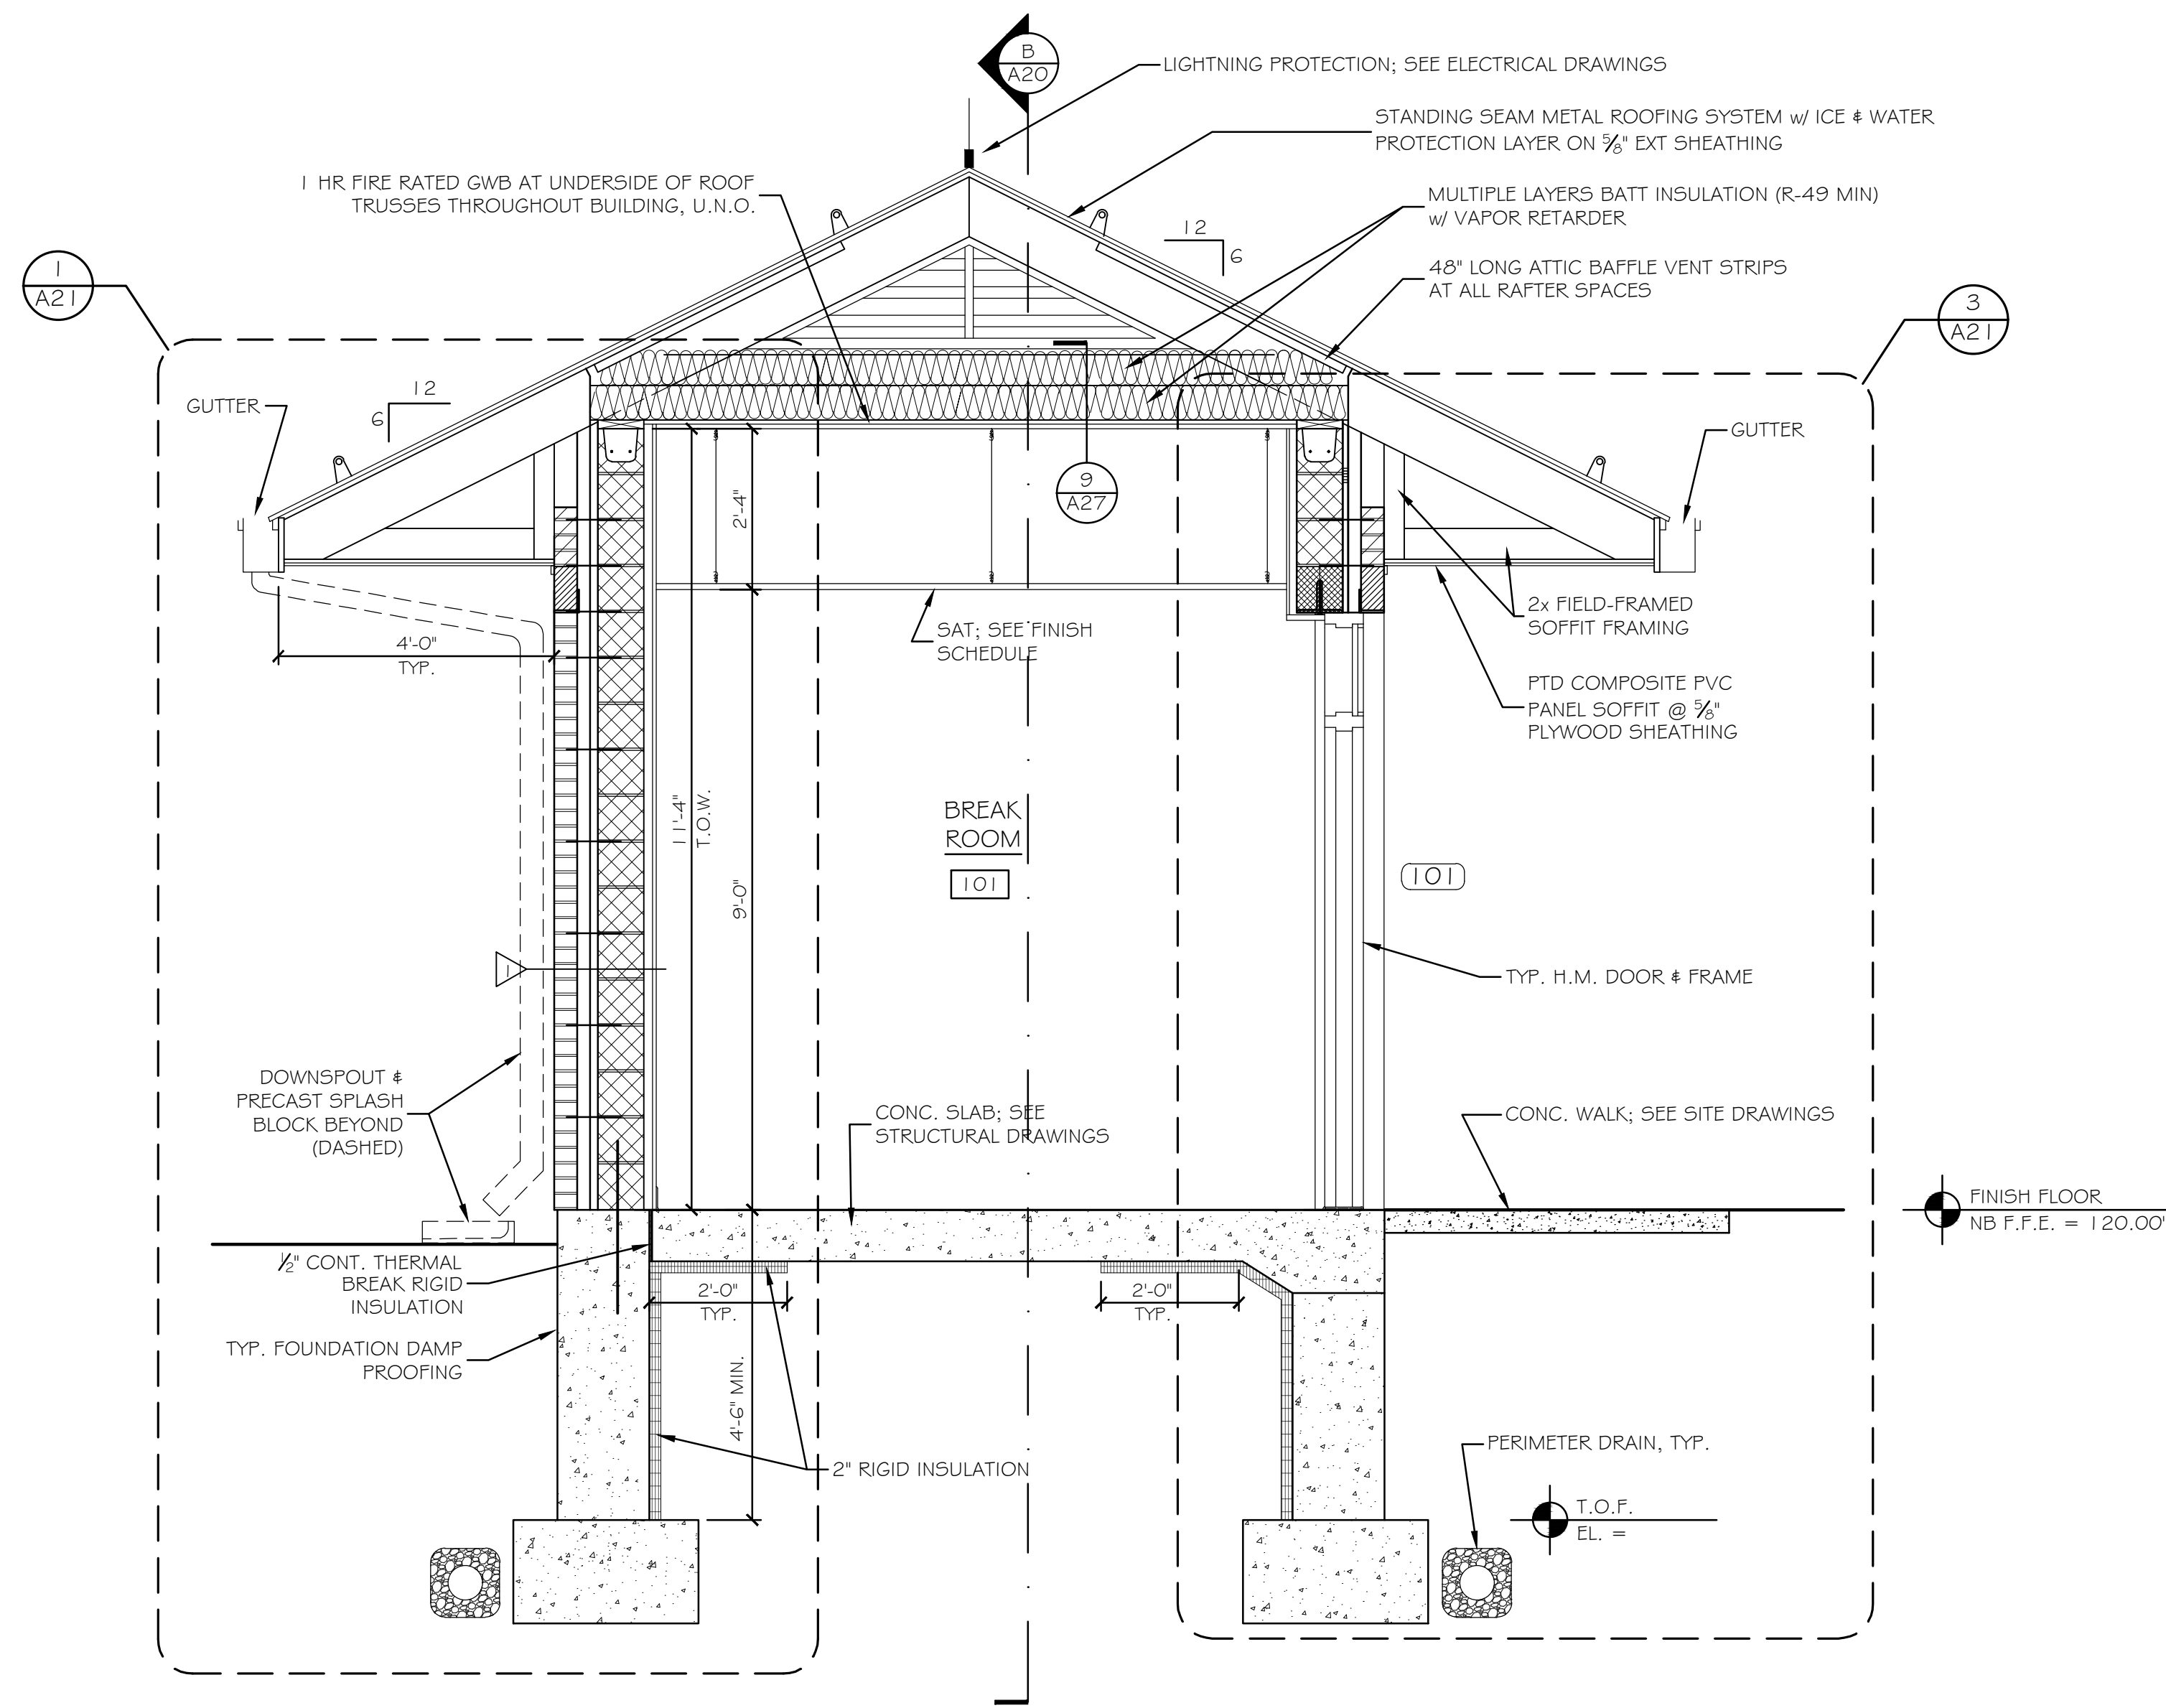 B
A20
LIGHTNING PROTECTION; SEE ELECTRICAL DRAWINGS
STANDING SEAM METAL ROOFING SYSTEM w/ ICE & WATER
PROTECTION LAYER ON 5/8" EXT SHEATHING
1 HR FIRE RATED GWB AT UNDERSIDE OF ROOF
TRUSSES THROUGHOUT BUILDING, U.N.O.
MULTIPLE LAYERS BATT INSULATION (R-49 MIN)
w/ VAPOR RETARDER
12
6
48" LONG ATTIC BAFFLE VENT STRIPS
AT ALL RAFTER SPACES
1
A21
3
A21
12
6
GUTTER
GUTTER
9
A27
2'-4"
SAT; SEE FINISH
SCHEDULE
2x FIELD-FRAMED
SOFFIT FRAMING
4'-0"
TYP.
PTD COMPOSITE PVC
PANEL SOFFIT @ 5/8"
PLYWOOD SHEATHING
11'-4"
T.O.W.
9'-0"
BREAK
ROOM
101
101
1
TYP. H.M. DOOR & FRAME
DOWNSPOUT &
PRECAST SPLASH
BLOCK BEYOND
(DASHED)
CONC. SLAB; SEE
STRUCTURAL DRAWINGS
CONC. WALK; SEE SITE DRAWINGS
FINISH FLOOR
NB F.F.E. = 120.00'
1/2" CONT. THERMAL
BREAK RIGID
INSULATION
2'-0"
TYP.
2'-0"
TYP.
TYP. FOUNDATION DAMP
PROOFING
4'-6" MIN.
2" RIGID INSULATION
PERIMETER DRAIN, TYP.
T.O.F.
EL. =